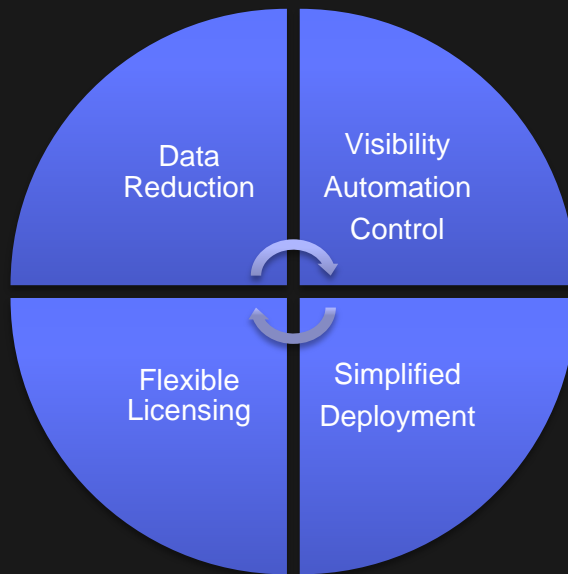 Data
Reduction
Visibility
Automation
Control
Flexible
Licensing
Simplified
Deployment